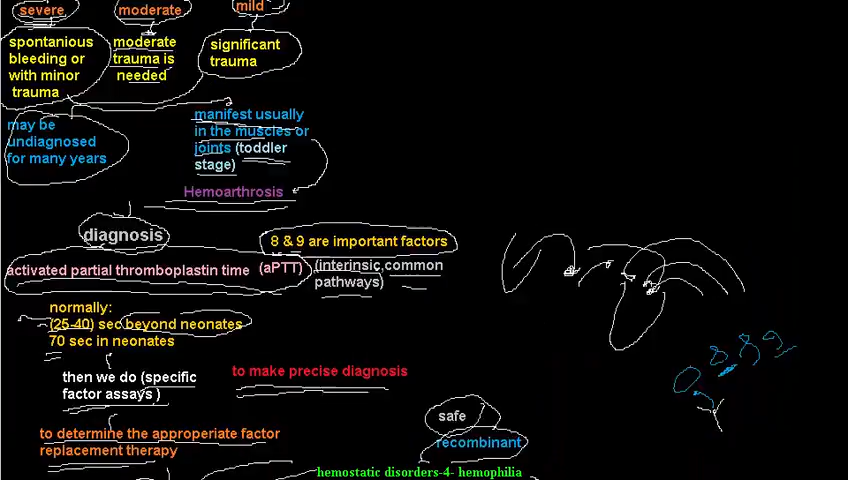 severe
moderate
mild
spontanious
bleeding or
with minor
trauma
moderate
trauma is
needed
significant
trauma
may be
undiagnosed
for many years
manifest usually
in the muscles or
joints (toddler
stage)
Hemoarthrosis
diagnosis
8 & 9 are important factors
activated partial thromboplastin time (aPTT) (interinsic,common
pathways)
normally:
(25-40) sec beyond neonates
70 sec in neonates
then we do (specific
factor assays )
to make precise diagnosis
to determine the approperiate factor
replacement therapy
safe
recombinant
hemostatic disorders-4- hemophilia